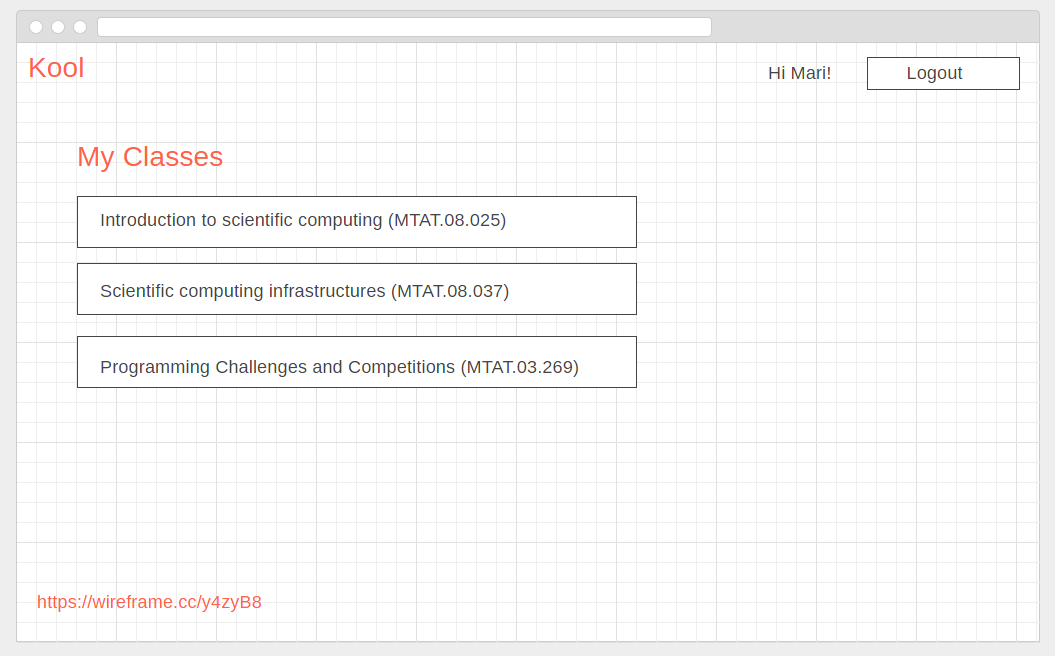 Kool
Hi Mari!
Logout
My Classes
Introduction to scientific computing (MTAT.08.025)
Scientific computing infrastructures (MTAT.08.037)
Programming Challenges and Competitions (MTAT.03.269)
https://wireframe.cc/y4zyB8